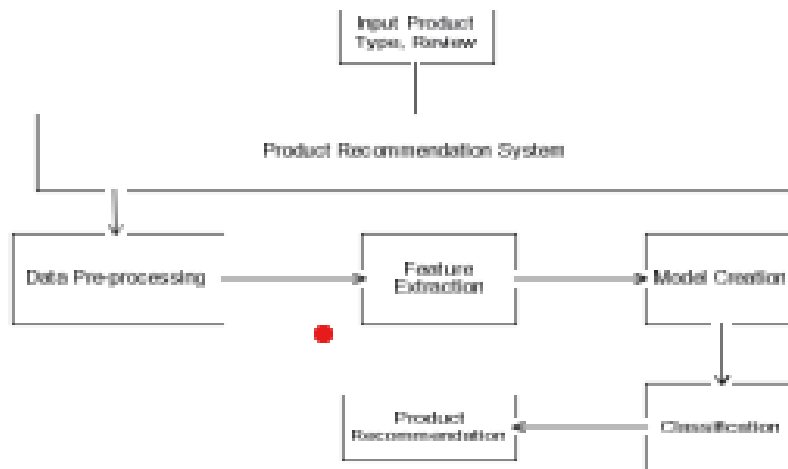 Input Product
Type, Review
Product Recommendation System
Data Pre-processing
Feature
Extraction
Model Creation
Product
Recommendation
Classification